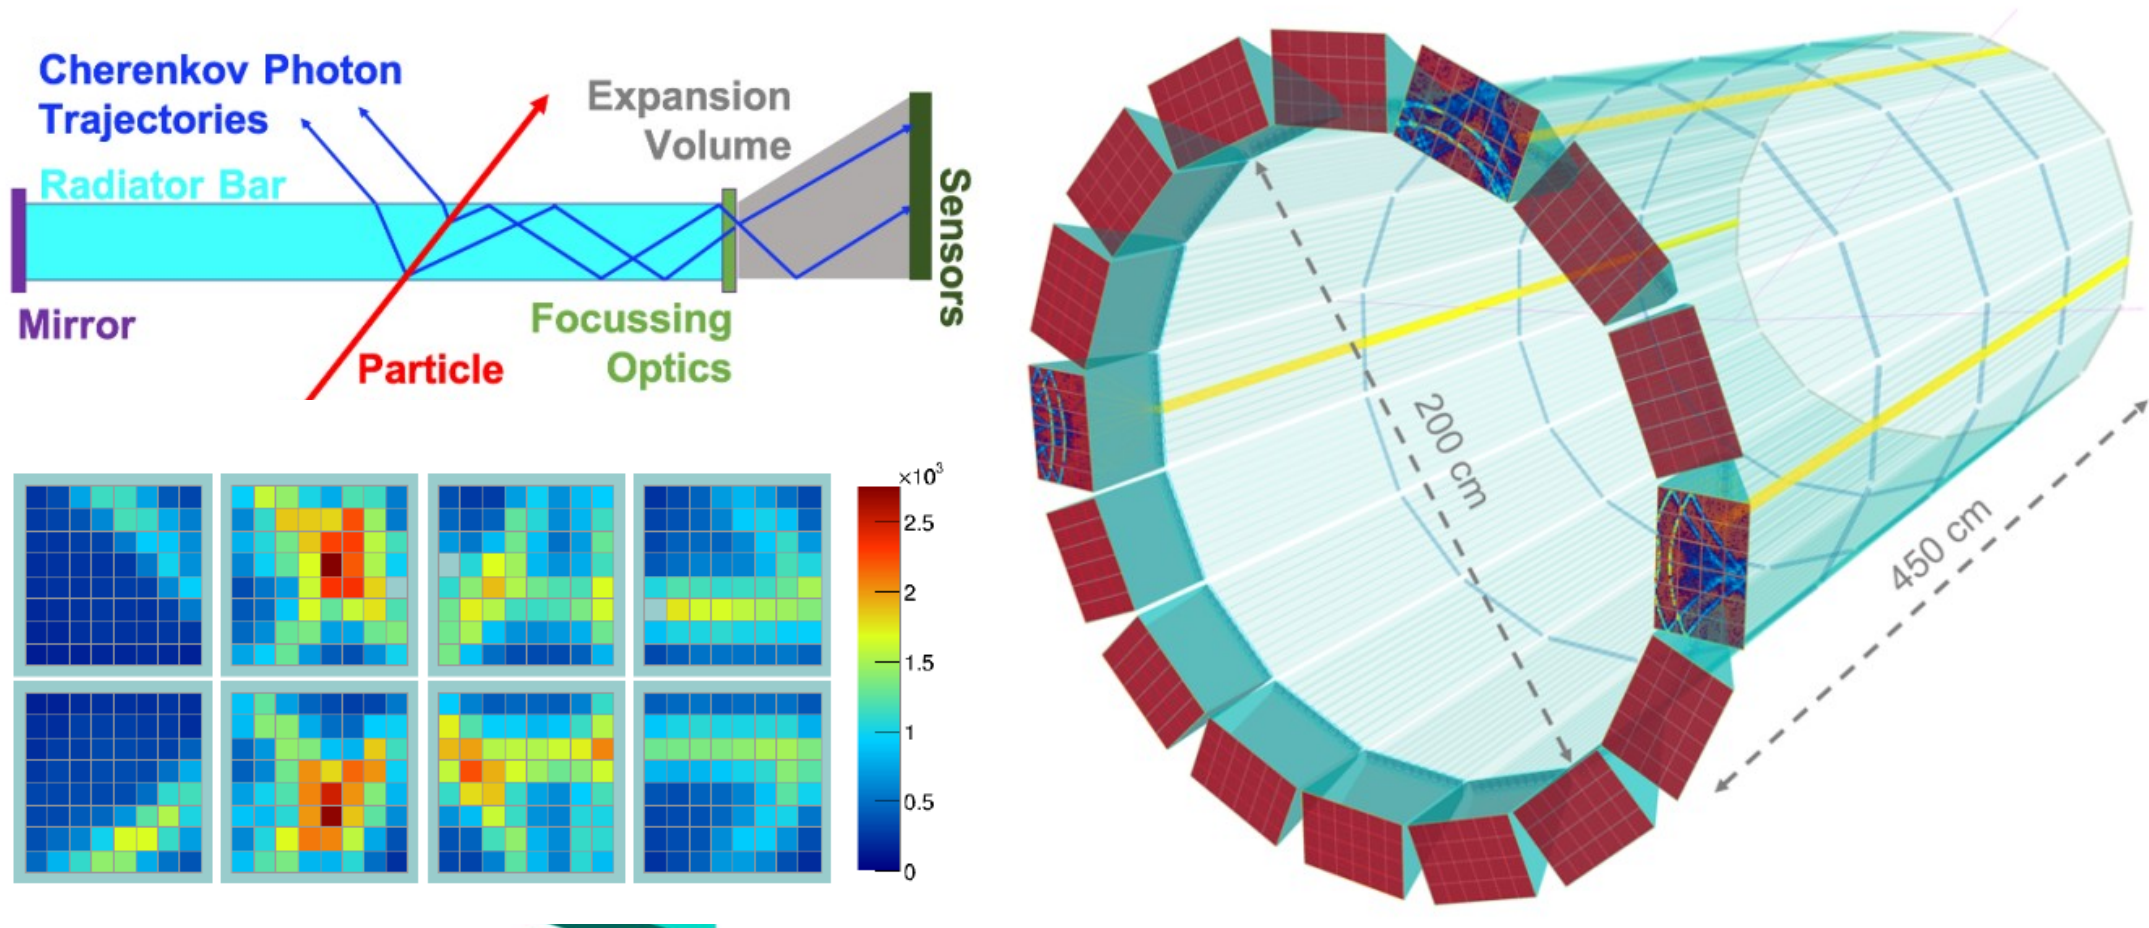 Cherenkov Photon
Trajectories
Radiator Bar
Expansion
Volume
Sensors
Mirror
Particle
Focussing
Optics
×10³
2.5
2
1.5
1
0.5
0
200 cm
450 cm